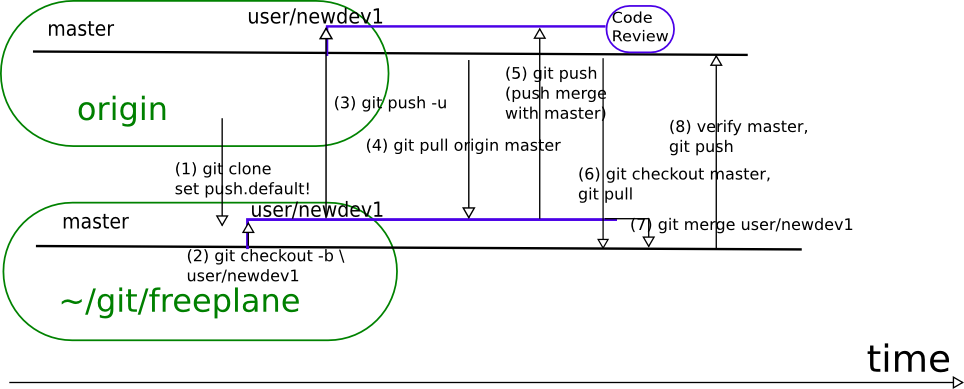 user/newdev1
Code
Review
master
origin
(5) git push
(push merge
with master)
(3) git push -u
(4) git pull origin master
(8) verify master,
git push
(1) git clone
set push.default!
(6) git checkout master,
git pull
user/newdev1
master
(7) git merge user/newdev1
(2) git checkout -b \
user/newdev1
~/git/freeplane
time